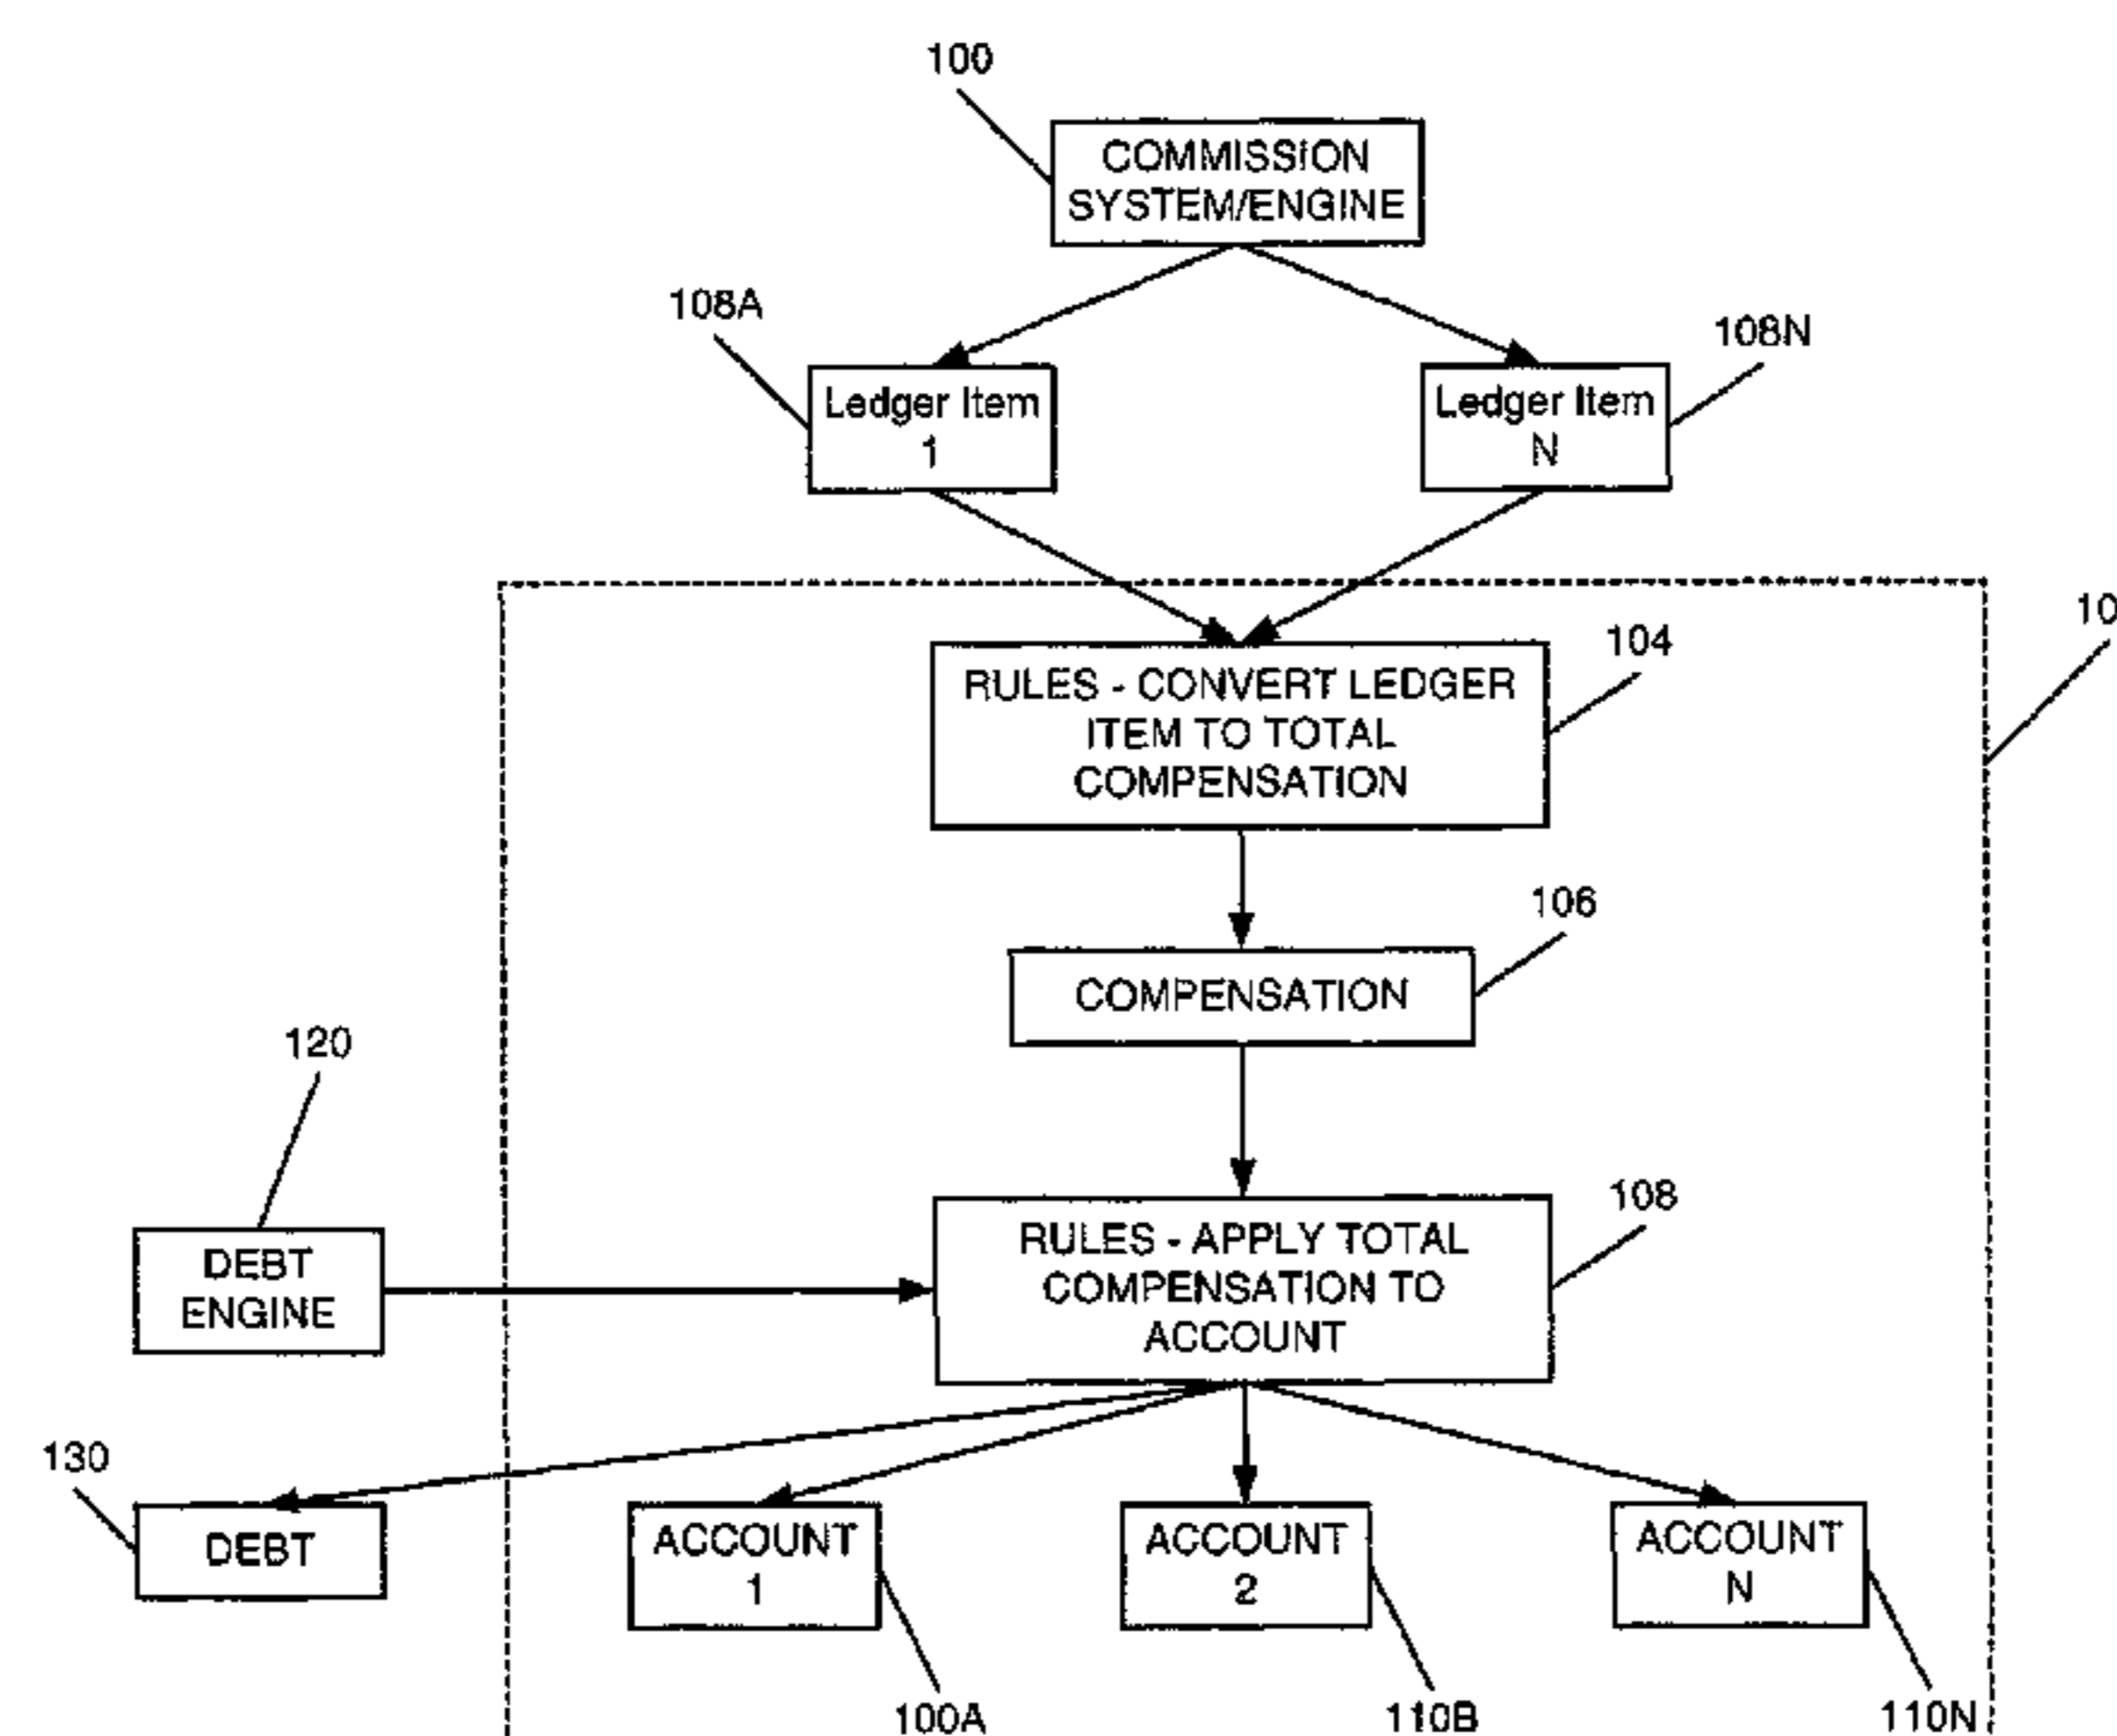 100
COMMISSION
SYSTEM/ENGINE
108A
108N
Ledger Item
1
Ledger Item
N
10
104
RULES - CONVERT LEDGER
ITEM TO TOTAL
COMPENSATION
106
COMPENSATION
120
108
DEBT
ENGINE
RULES - APPLY TOTAL
COMPENSATION TO
ACCOUNT
130
DEBT
ACCOUNT
1
ACCOUNT
2
ACCOUNT
N
100A
110B
110N